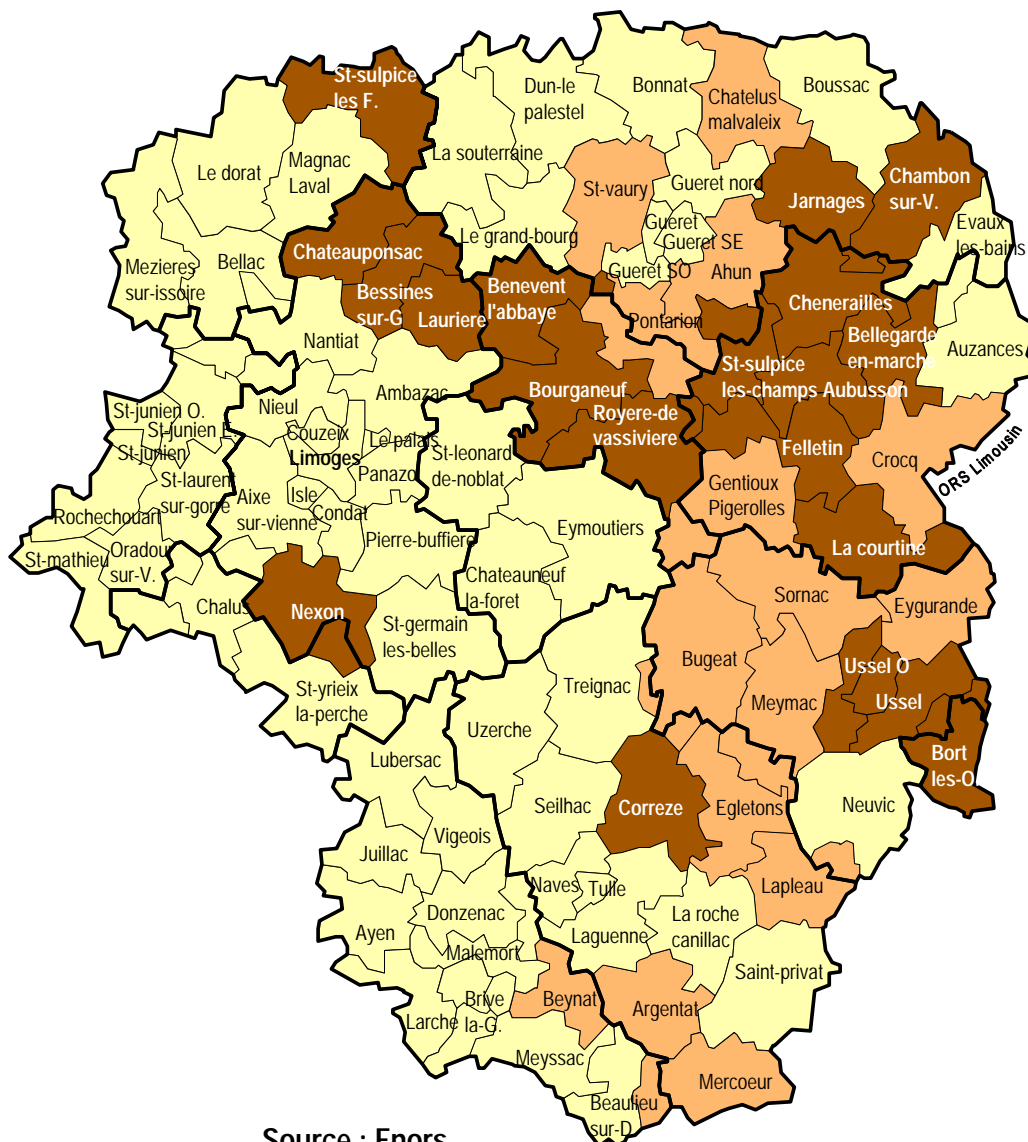 St-sulpice
les F.
Dun-le
palestel
Bonnat
Chatelus
malvaleix
Boussac
Le dorat
Magnac
Laval
La souterraine
St-vaury
Gueret nord
Jarnages
Chambon
sur-V.
Evaux
les-bains
Mezieres
sur-issoire
Bellac
Chateauponsac
Le grand-bourg
Gueret
Gueret SE
Gueret SO
Ahun
Bessines
sur-G
Lauriere
Benevent
l'abbaye
Pontarion
Chenerailles
Bellegarde
en-marche
Auzances
Nantiat
Ambazac
Bourganeuf
Royere-de
vassiviere
St-sulpice
les-champs
Aubusson
Felletin
Crocq
ORS Limousin
St-junien O.
St-junien E.
St-junien
Nieul
Couzeix
Limoges
Le palais
Panazo
St-leonard
de-noblat
St-laurent
sur-gorre
Aixe
sur-vienne
Isle
Condat
Rochechouart
Oradour
sur-V.
St-mathieu
Pierre-buffiere
Eymoutiers
Gentioux
Pigerolles
La courtine
Chalus
Nexon
Chateauneuf
la-foret
St-germain
les-belles
Sornac
Eygurande
St-yrieix
la-perche
Treignac
Bugeat
Meymac
Ussel O
Ussel
Bort
les-O
Lubersac
Uzerche
Seilhac
Correze
Egletons
Neuvic
Vigeois
Juillac
Naves
Tulle
Lapleau
Donzenac
La roche
canillac
Ayen
Laguenne
Malemort
Saint-privat
Brive
la-G.
Beynat
Argentat
Larche
Meyssac
Mercoeur
Beaulieu
sur-D
Source : Fnors